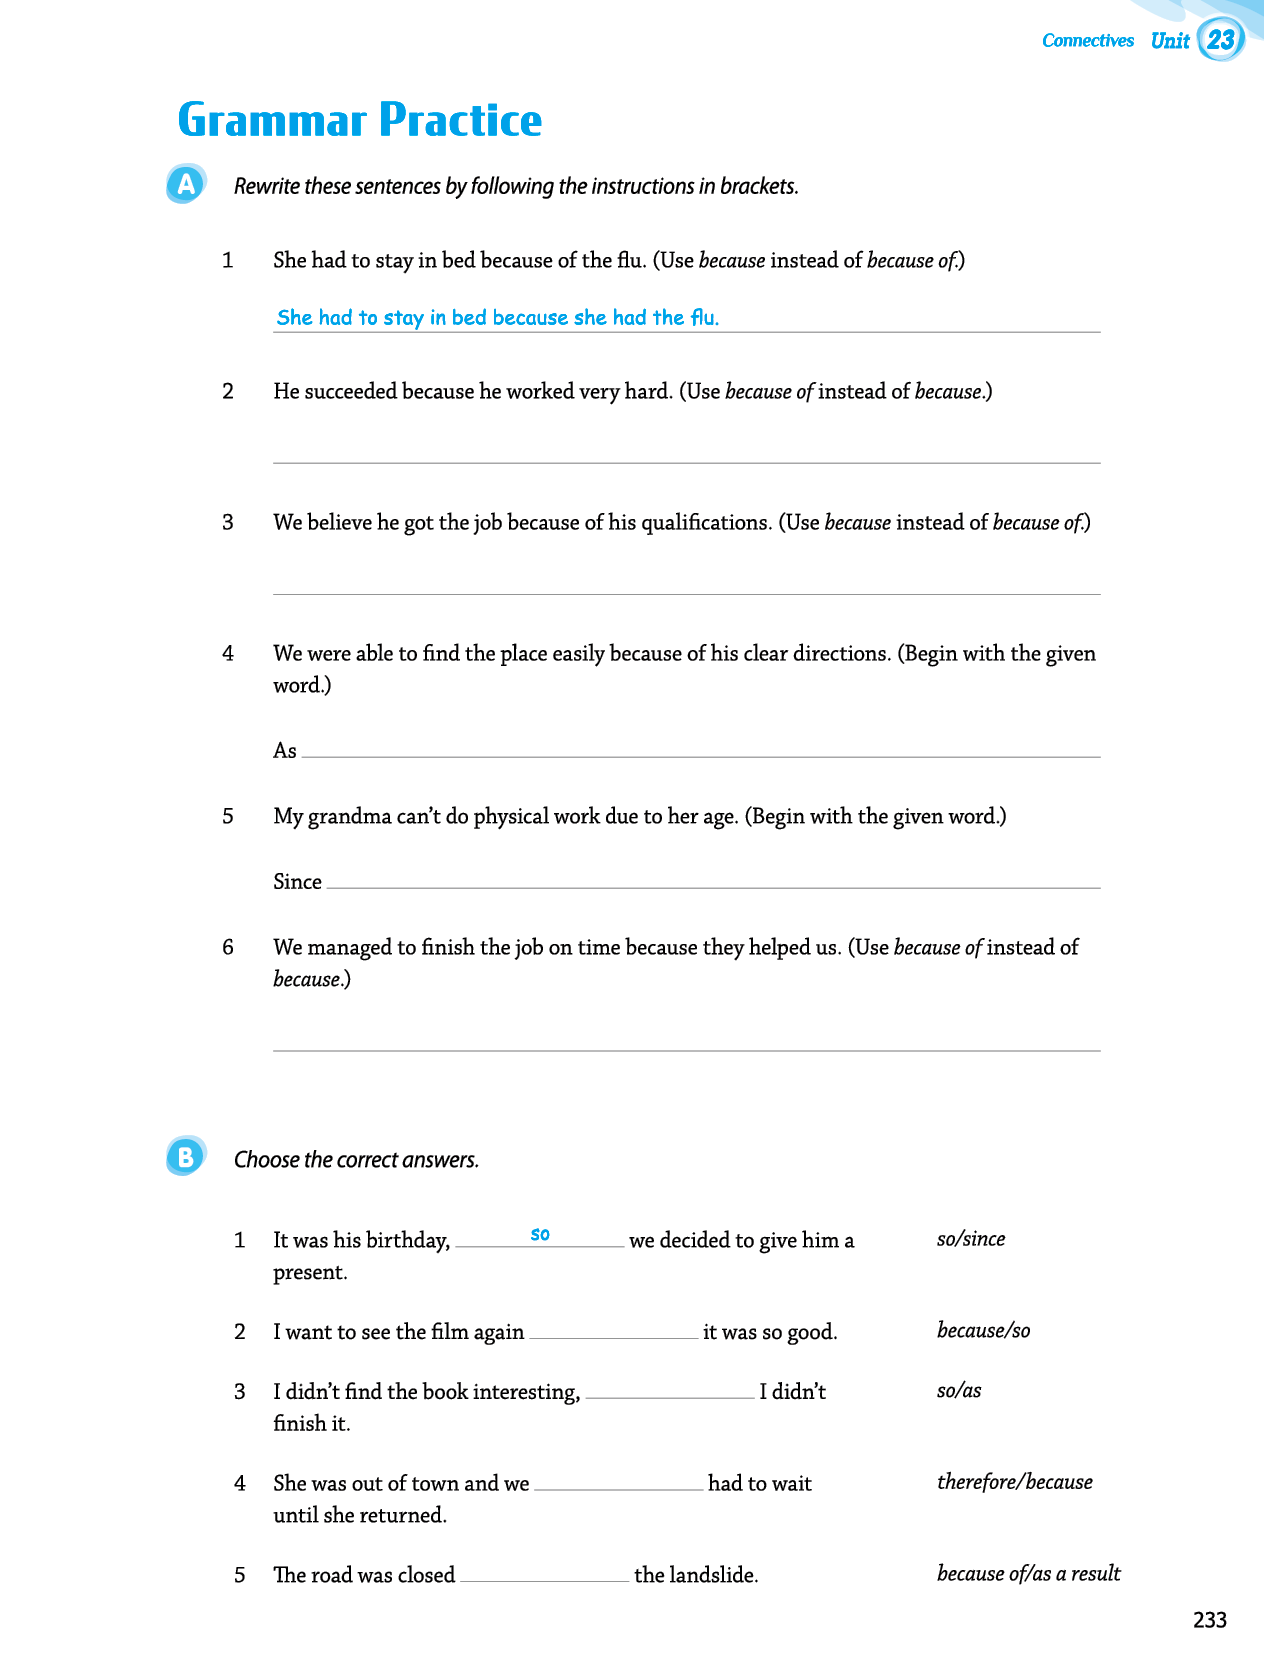 Connectives Unit 23
Grammar Practice
A Rewrite these sentences by following the instructions in brackets.
1 She had to stay in bed because of the flu. (Use because instead of because of.)
She had to stay in bed because she had the flu.
2 He succeeded because he worked very hard. (Use because of instead of because.)
3 We believe he got the job because of his qualifications. (Use because instead of because of.)
4 We were able to find the place easily because of his clear directions. (Begin with the given
word.)
As
5 My grandma can't do physical work due to her age. (Begin with the given word.)
Since
6 We managed to finish the job on time because they helped us. (Use because of instead of
because.)
B Choose the correct answers.
1 It was his birthday, so we decided to give him a so/since
present.
2 I want to see the film again it was so good. because/so
3 I didn't find the book interesting, I didn't so/as
finish it.
4 She was out of town and we had to wait therefore/because
until she returned.
5 The road was closed the landslide. because of/as a result
233